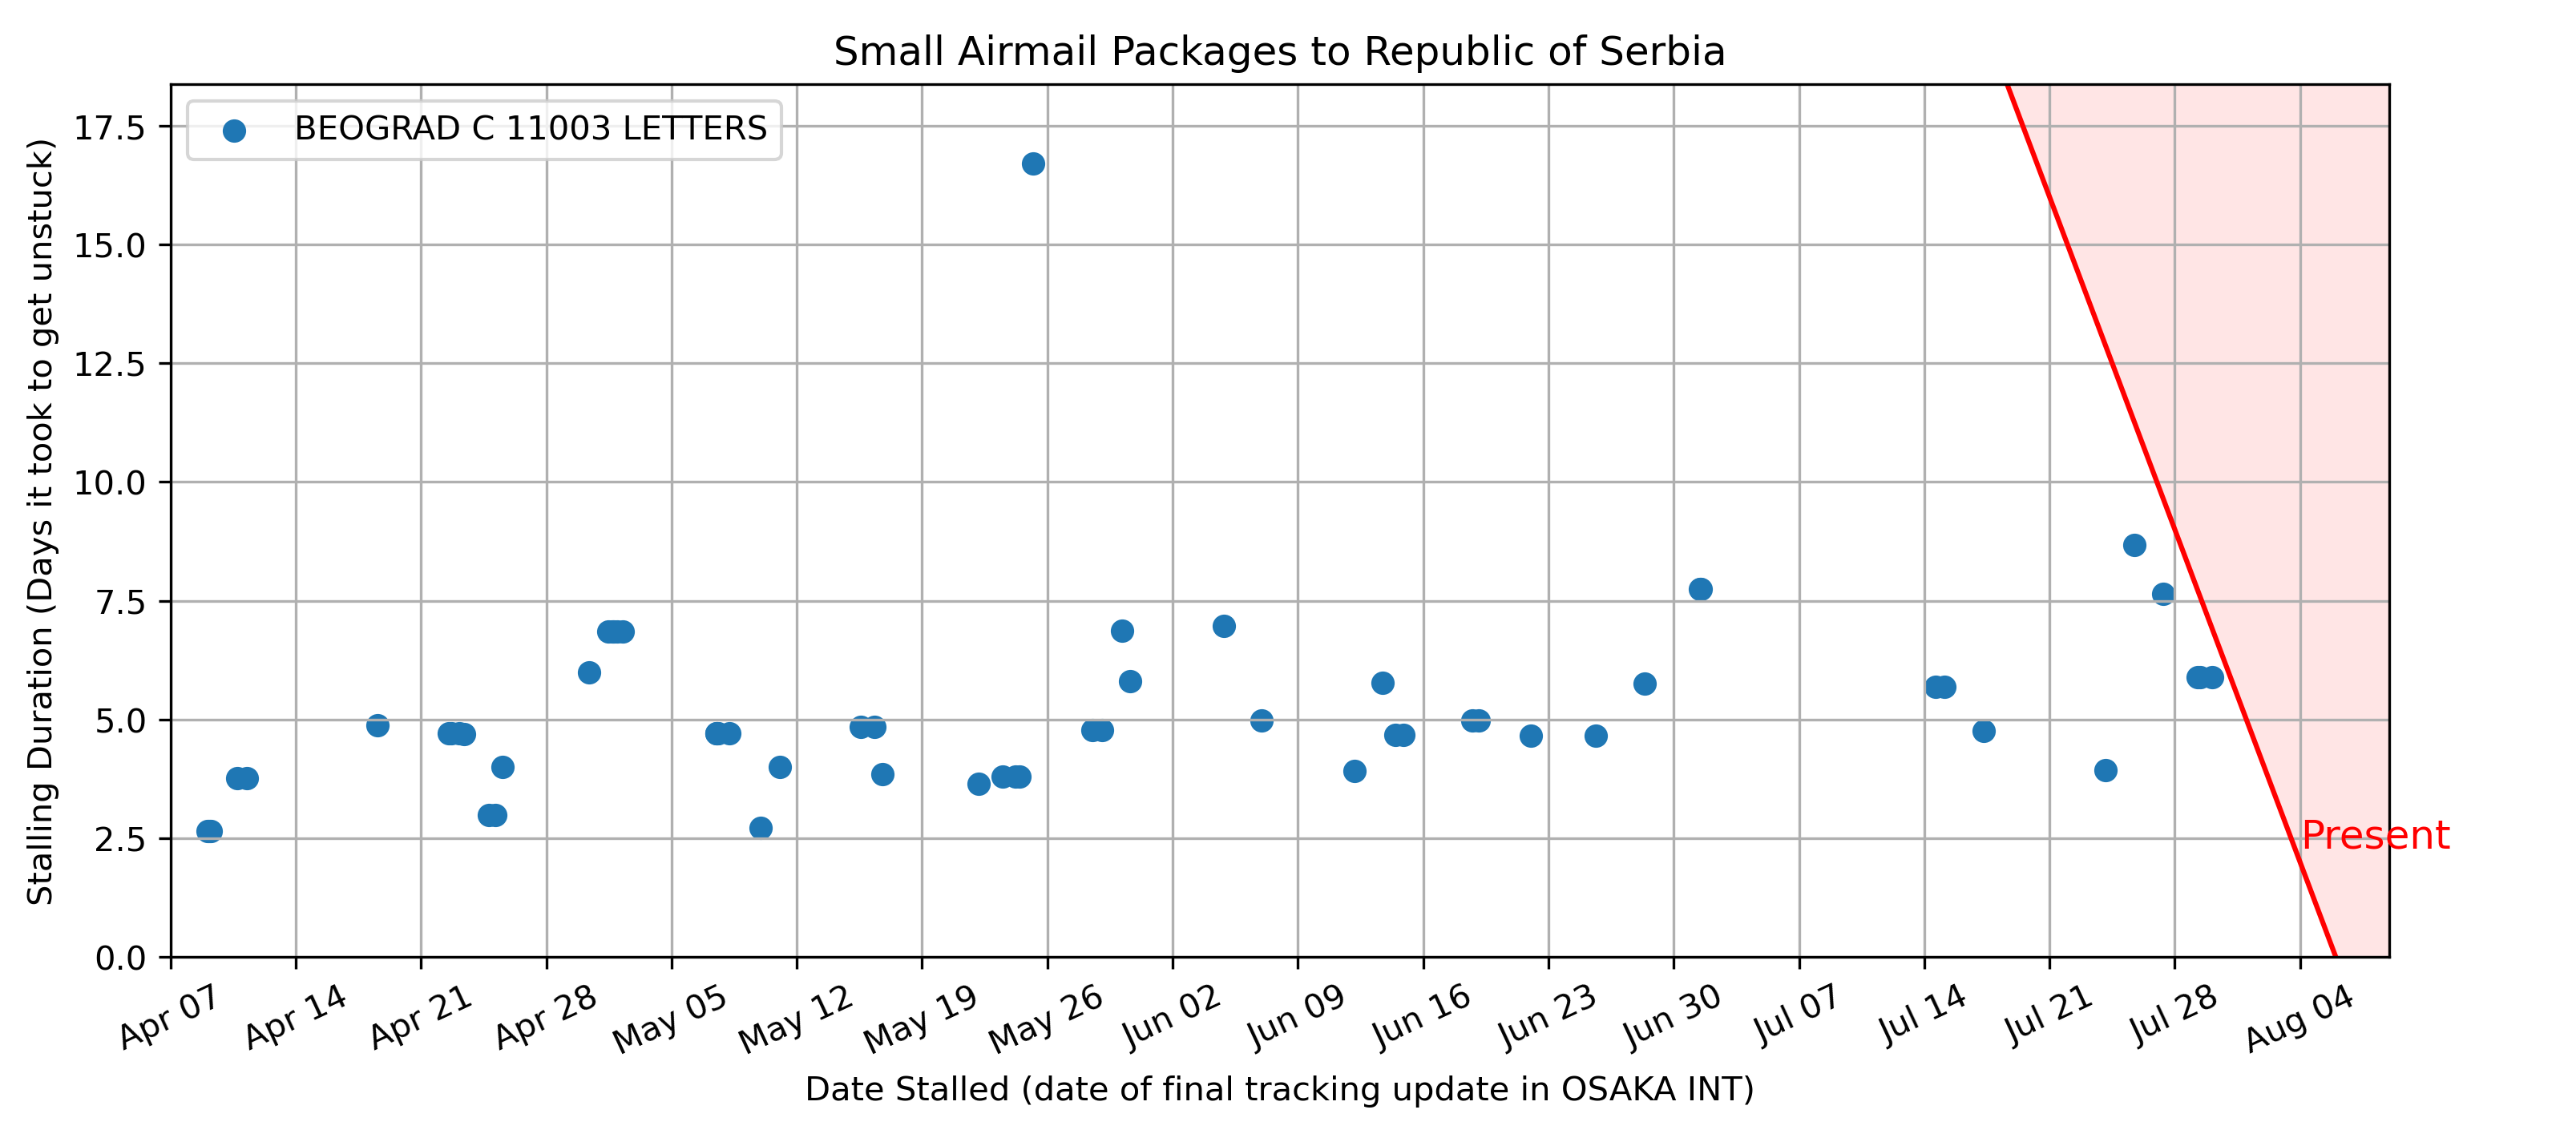 Small Airmail Packages to Republic of Serbia
BEOGRAD C 11003 LETTERS
Stalling Duration (Days it took to get unstuck)
17.5
15.0
12.5
10.0
7.5
5.0
2.5
0.0
Present
Apr 07 Apr 14 Apr 21 Apr 28 May 05 May 12 May 19 May 26 Jun 02 Jun 09 Jun 16 Jun 23 Jun 30 Jul 07 Jul 14 Jul 21 Jul 28 Aug 04
Date Stalled (date of final tracking update in OSAKA INT)